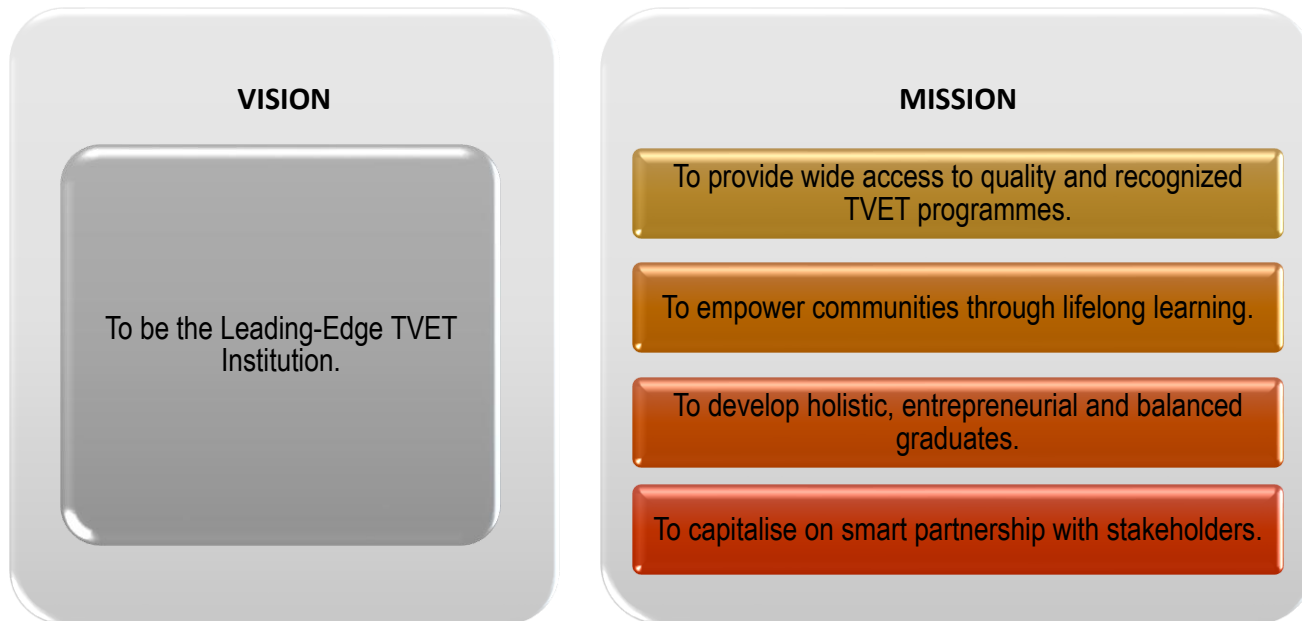 VISION
To be the Leading-Edge TVET
Institution.
MISSION
To provide wide access to quality and recognized
TVET programmes.
To empower communities through lifelong learning.
To develop holistic, entrepreneurial and balanced
graduates.
To capitalise on smart partnership with stakeholders.